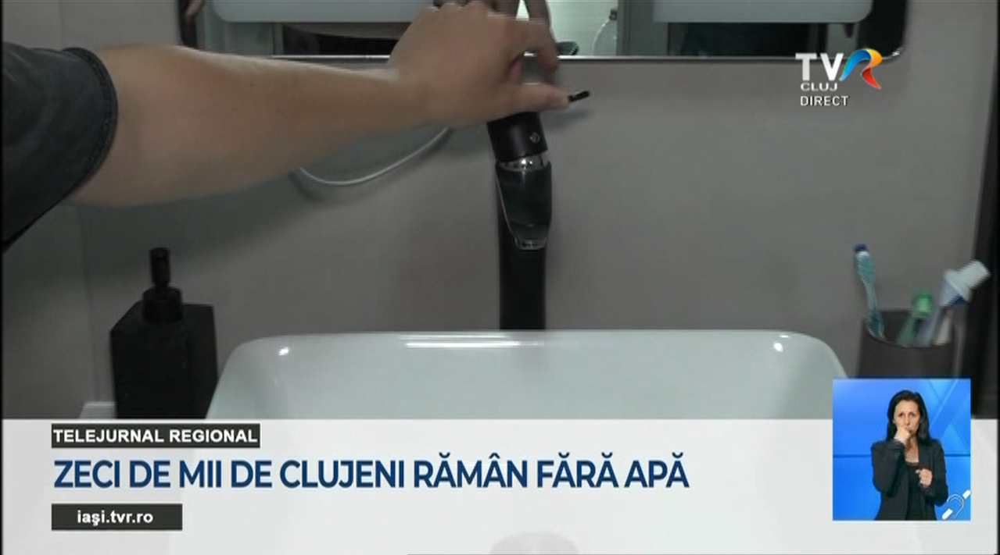 TVR
CLUJ
DIRECT
TELEJURNAL REGIONAL
ZECI DE MII DE CLUJENI RĂMÂN FĂRĂ APĂ
iaşi.tvr.ro